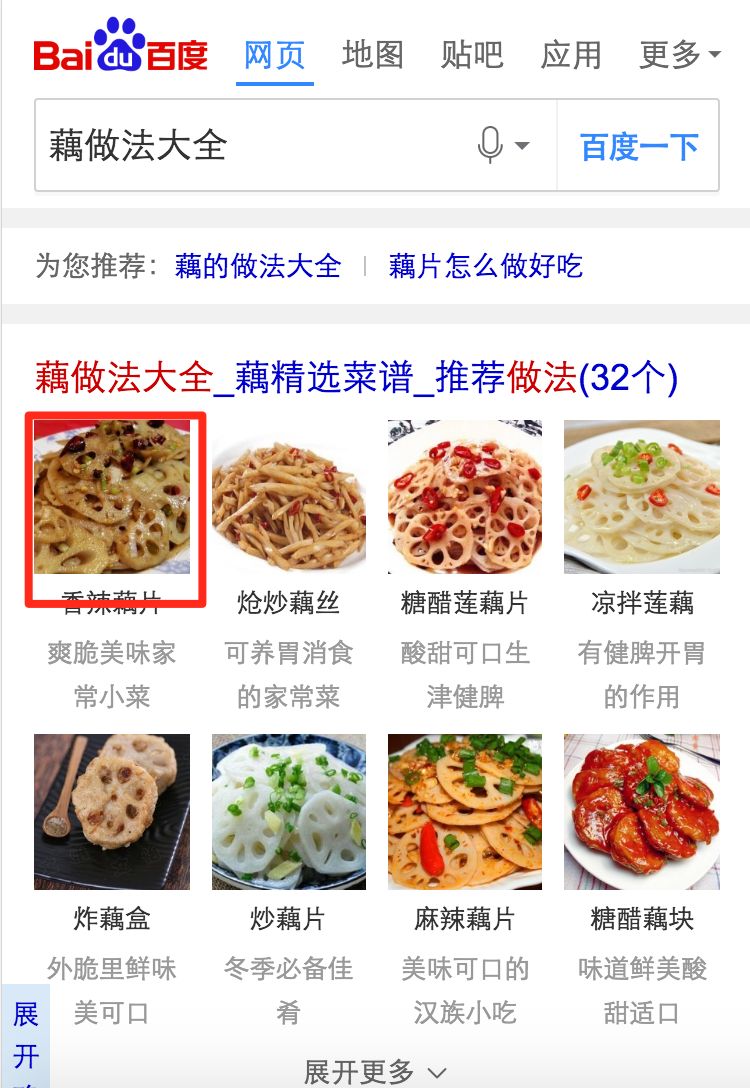 Bai du 百度 网页 地图 贴吧 应用 更多
藕做法大全 百度一下
为您推荐： 藕的做法大全 | 藕片怎么做好吃
藕做法大全_藕精选菜谱_推荐做法(32个)
香辣藕片 炝炒藕丝 糖醋莲藕片 凉拌莲藕
爽脆美味家 可养胃消食 酸甜可口生 有健脾开胃
常小菜 的家常菜 津健脾 的作用
炸藕盒 炒藕片 麻辣藕片 糖醋藕块
外脆里鲜味 冬季必备佳 美味可口的 味道鲜美酸
美可口 肴 汉族小吃 甜适口
展
开
展开更多